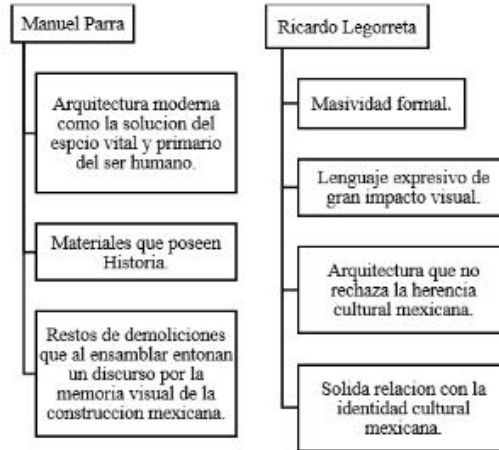 Manuel Parra
Arquitectura moderna
como la solucion del
espcio vital y primario
del ser humano.
Materiales que poseen
Historia.
Restos de demoliciones
que al ensamblar entonan
un discurso por la
memoria visual de la
construccion mexicana.
Ricardo Legorreta
Masividad formal.
Lenguaje expresivo de
gran impacto visual.
Arquitectura que no
rechaza la herencia
cultural mexicana.
Solida relacion con la
identidad cultural
mexicana.